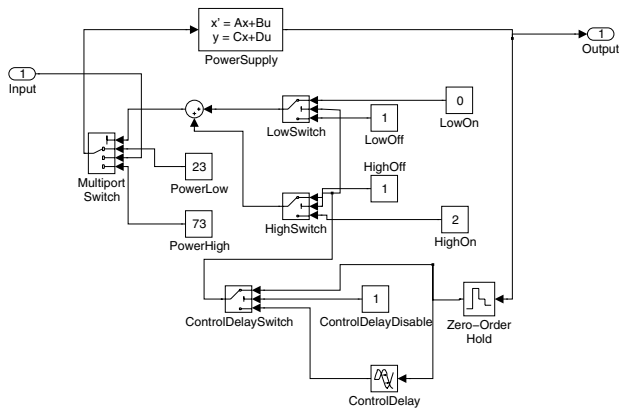 x' = Ax+Bu
y = Cx+Du
PowerSupply
1
Output
1
Input
0
LowOn
LowSwitch
1
LowOff
++
Multiport
Switch
23
PowerLow
HighOff
1
73
PowerHigh
HighSwitch
2
HighOn
ControlDelaySwitch
1
ControlDelayDisable
Zero−Order
Hold
ControlDelay